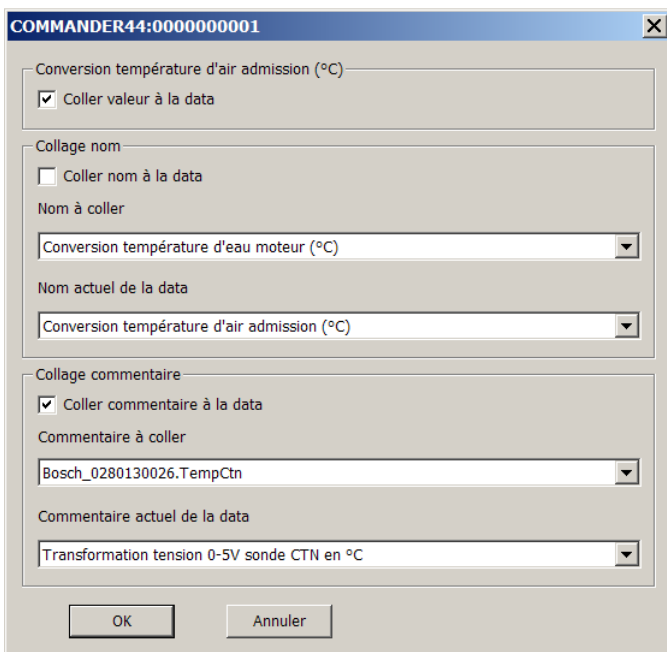 COMMANDER44:0000000001
Conversion température d'air admission (°C)
Coller valeur à la data
Collage nom
Coller nom à la data
Nom à coller
Conversion température d'eau moteur (°C)
Nom actuel de la data
Conversion température d'air admission (°C)
Collage commentaire
Coller commentaire à la data
Commentaire à coller
Bosch_0280130026.TempCtn
Commentaire actuel de la data
Transformation tension 0-5V sonde CTN en °C
OK
Annuler